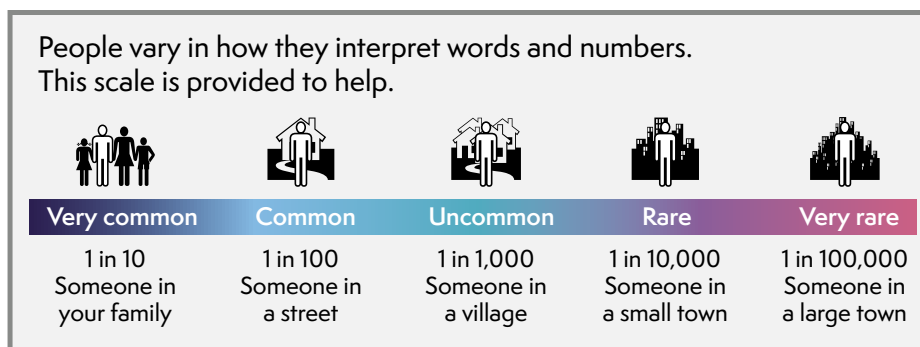 People vary in how they interpret words and numbers.
This scale is provided to help.
Very common Common Uncommon Rare Very rare
1 in 10 1 in 100 1 in 1,000 1 in 10,000 1 in 100,000
Someone in Someone in Someone in Someone in Someone in
your family a street a village a small town a large town